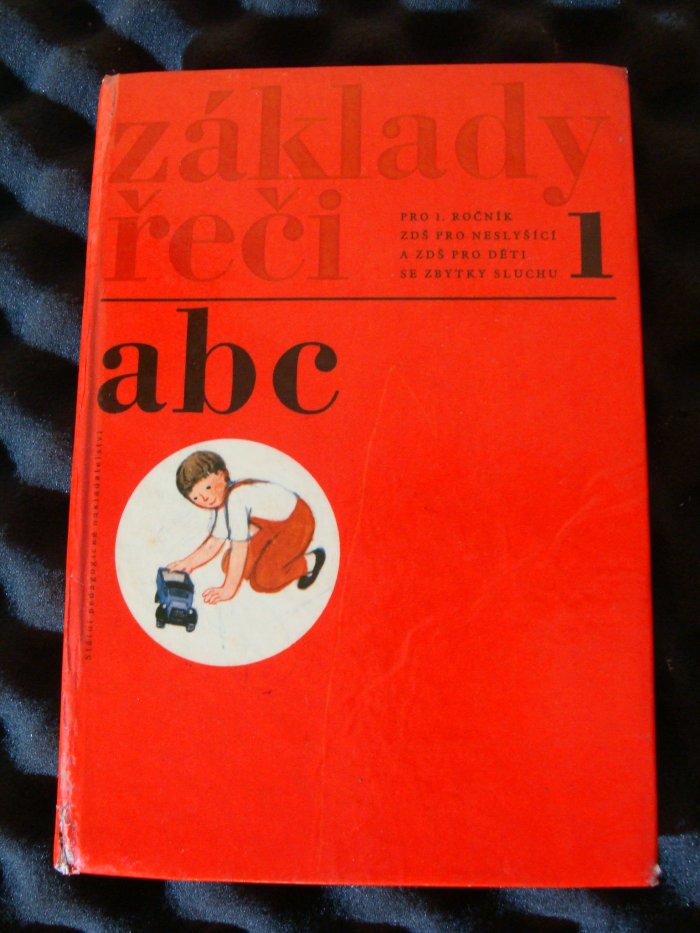 základy
řeči
PRO 1. ROČNÍK
ZDŠ PRO NESLYŠÍCÍ
A ZDŠ PRO DĚTI
SE ZBYTKY SLUCHU
1
abc
Státní pedagogické nakladatelství